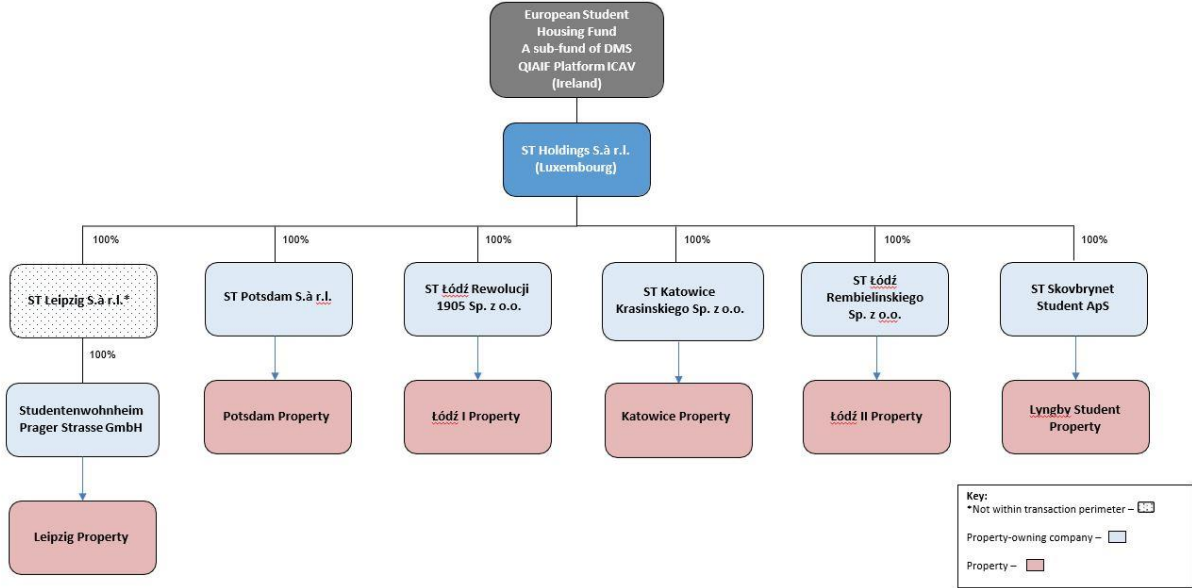 European Student
Housing Fund
A sub-fund of DMS
QIAIF Platform ICAV
(Ireland)
ST Holdings S.à r.l.
(Luxembourg)
100%
100%
100%
100%
100%
100%
ST Leipzig S.à r.l.*
ST Potsdam S.à r.l.
ST Łódź Rewolucji
1905 Sp. z o.o.
ST Katowice
Krasinskiego Sp. z o.o.
ST Łódź
Rembielinskiego
Sp. z o.o.
ST Skovbrynet
Student ApS
100%
Studentenwohnheim
Prager Strasse GmbH
Potsdam Property
Łódź I Property
Katowice Property
Łódź II Property
Lyngby Student
Property
Leipzig Property
Key:
*Not within transaction perimeter –
Property-owning company –
Property –